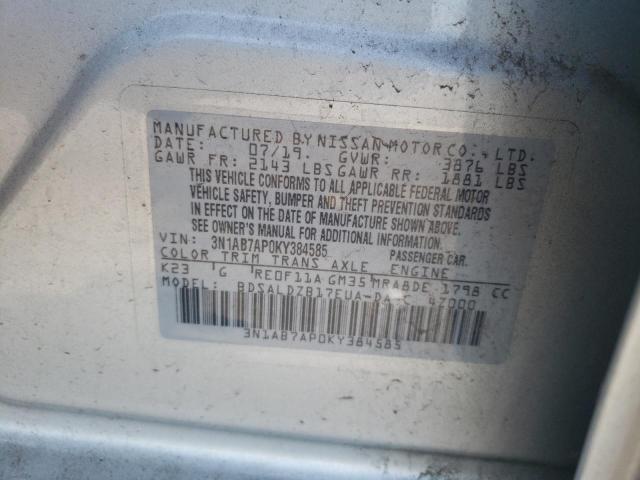 MANUFACTURED BY NISSAN MOTOR CO., LTD.
DATE: 07/19. GVWR: 3876 LBS
GAWR FR: 2143 LBS GAWR RR: 1881 LBS
THIS VEHICLE CONFORMS TO ALL APPLICABLE FEDERAL MOTOR
VEHICLE SAFETY, BUMPER AND THEFT PREVENTION STANDARDS
IN EFFECT ON THE DATE OF MANUFACTURE SHOWN ABOVE.
SEE OWNER'S MANUAL FOR ADDITIONAL INFORMATION.
VIN: 3N1AB7AP0KY384585 PASSENGER CAR.
COLOR TRIM TRANS AXLE ENGINE
K23 G RE0F11A GM35 MRA8DE 1798 CC
MODEL: BDSALDZB17EUA-DA-C 47000
3N1AB7AP0KY384585